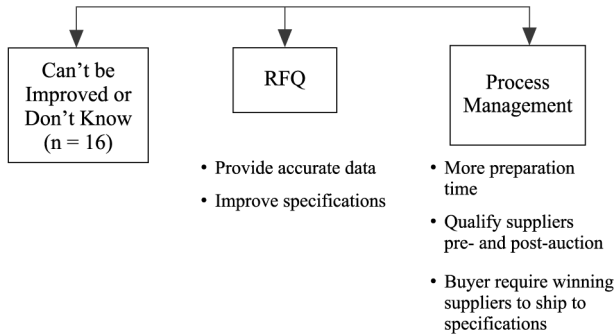 Can't be
Improved or
Don't Know
(n = 16)
RFQ
• Provide accurate data
• Improve specifications
Process
Management
• More preparation
time
• Qualify suppliers
pre- and post-auction
• Buyer require winning
suppliers to ship to
specifications